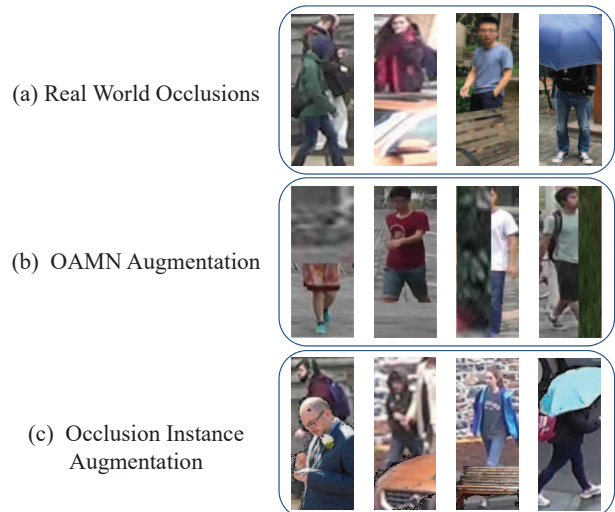 (a) Real World Occlusions
(b) OAMN Augmentation
(c) Occlusion Instance
Augmentation